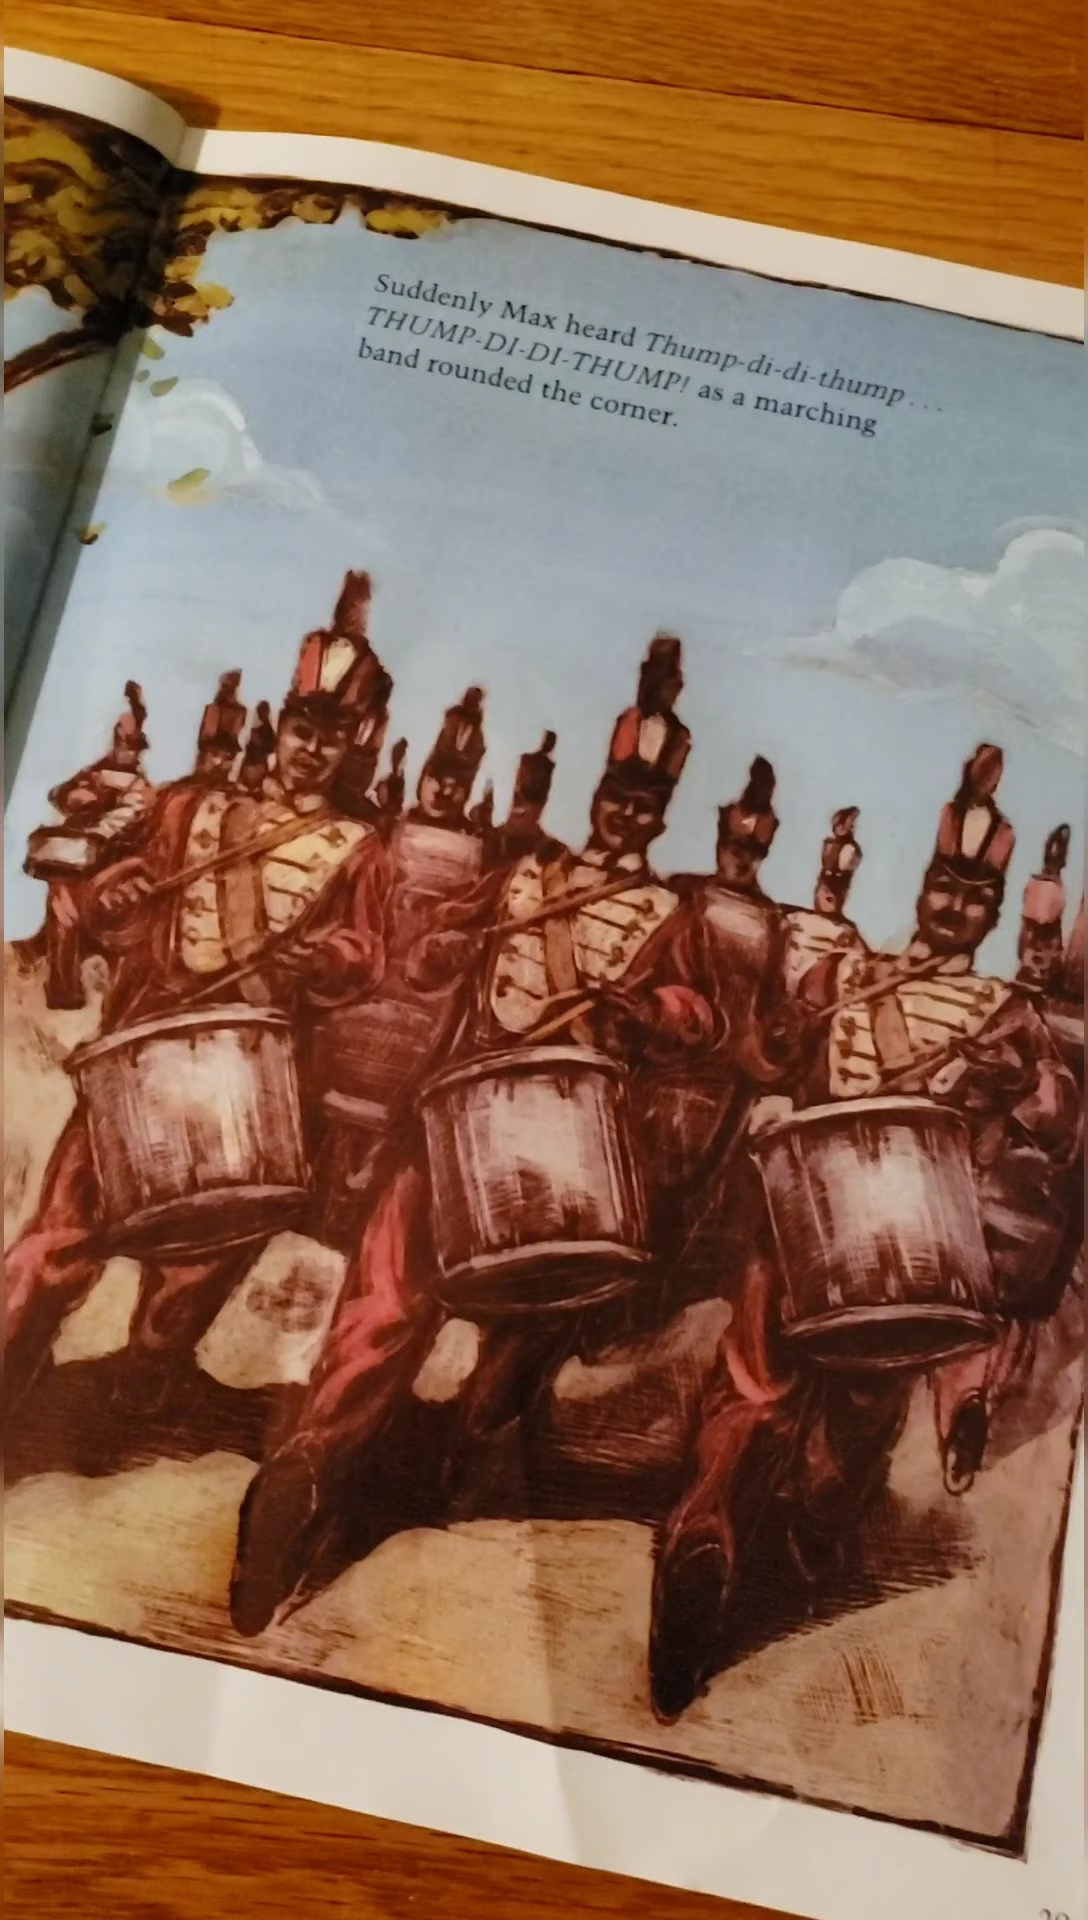 Suddenly Max heard Thump-di-di-thump...
THUMP-DI-DI-THUMP! as a marching
band rounded the corner.